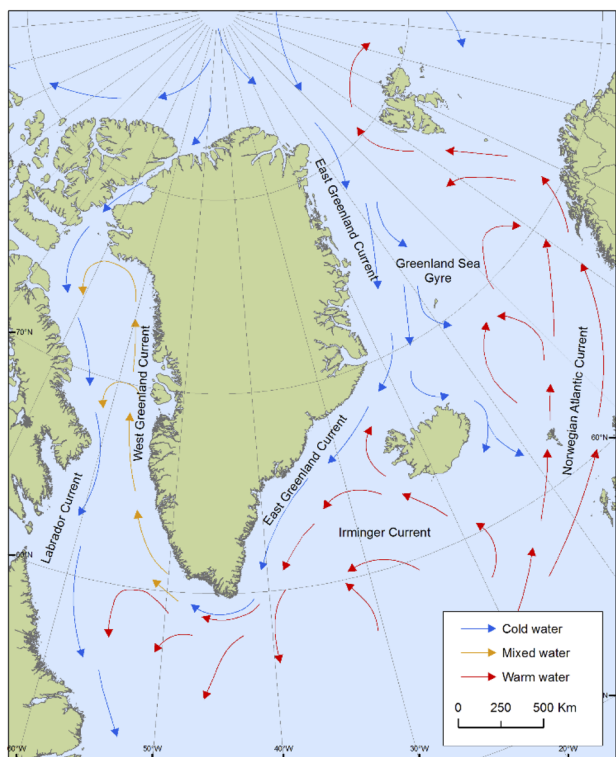 East Greenland Current
Greenland Sea
Gyre
70°N
West Greenland Current
Norwegian Atlantic Current
60°N
East Greenland Current
Labrador Current
Irminger Current
60°N
Cold water
Mixed water
Warm water
0 250 500 Km
60°W
50°W
40°W
30°W
20°W